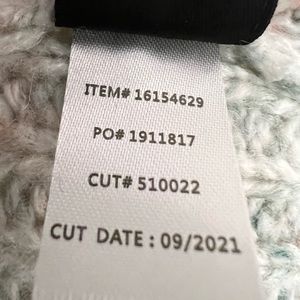 ITEM# 16154629
PO# 1911817
CUT# 510022
CUT DATE : 09/2021